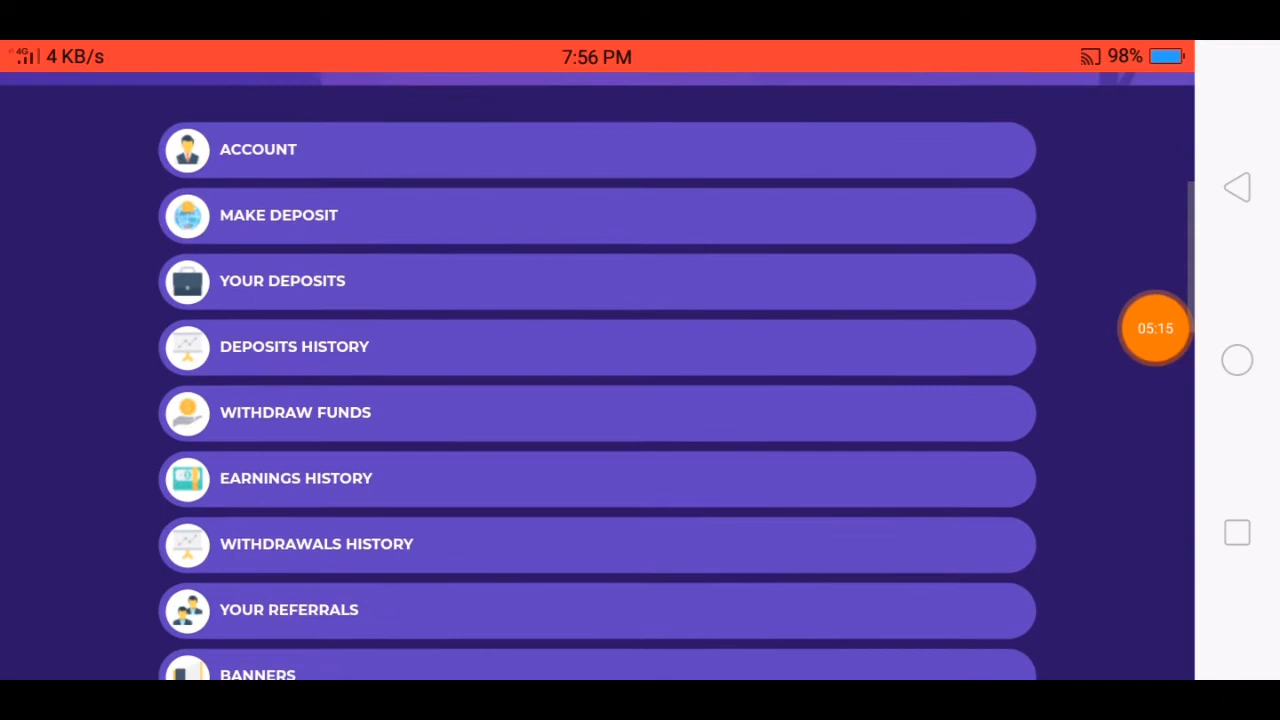 4G 4 KB/s 7:56 PM 98%
ACCOUNT
MAKE DEPOSIT
YOUR DEPOSITS
DEPOSITS HISTORY
05:15
WITHDRAW FUNDS
EARNINGS HISTORY
WITHDRAWALS HISTORY
YOUR REFERRALS
BANNERS